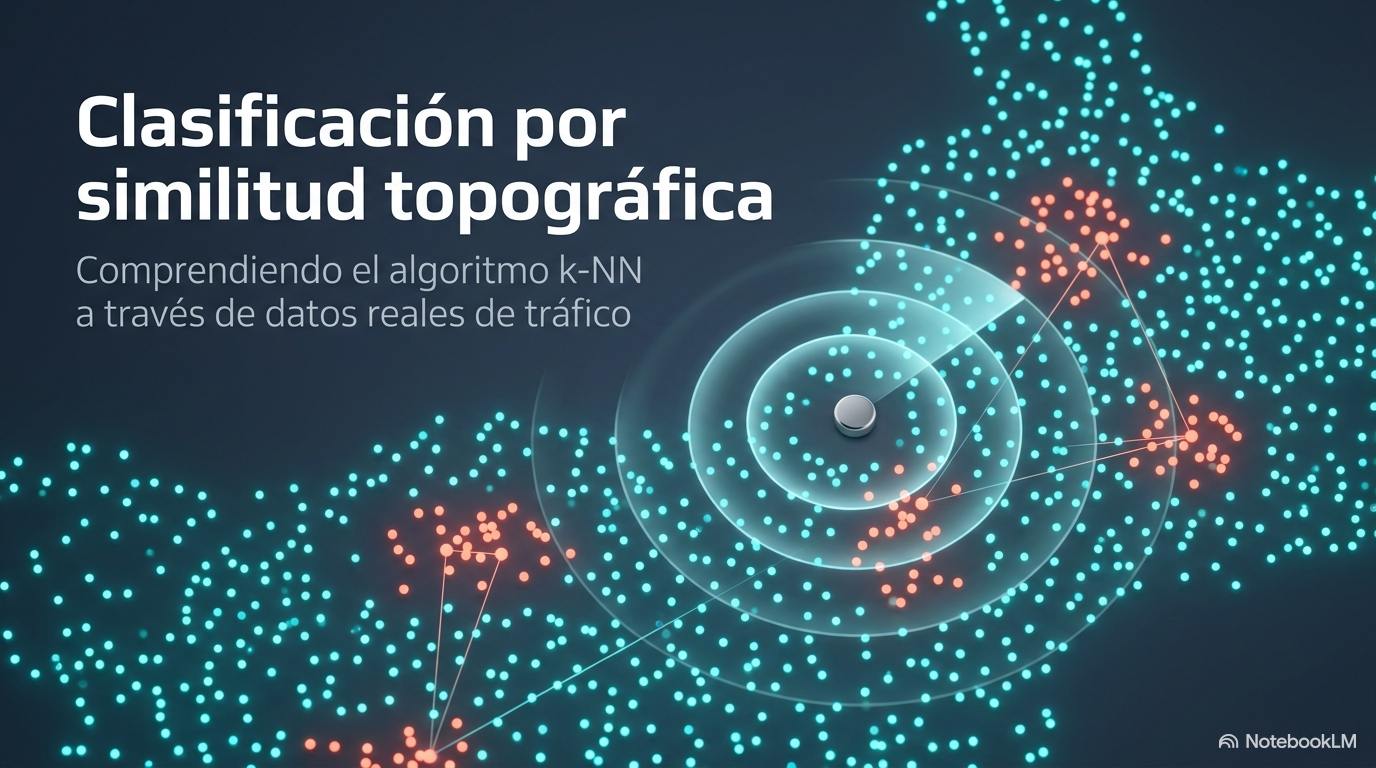 Clasificación por
similitud topográfica
Comprendiendo el algoritmo k-NN
a través de datos reales de tráfico
NotebookLM